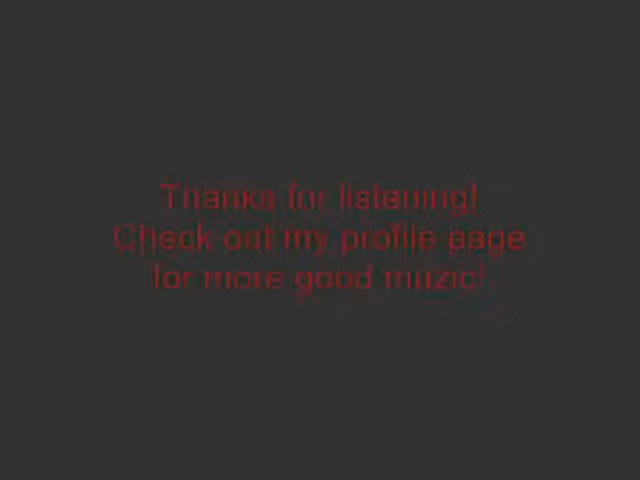 Thanks for listening!
Check out my profile page
for more good muzic!